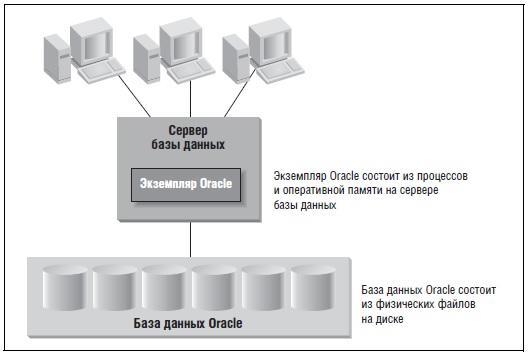 Сервер
базы данных
Экземпляр Oracle
Экземпляр Oracle состоит из процессов
и оперативной памяти на сервере
базы данных
База данных Oracle
База данных Oracle состоит
из физических файлов
на диске